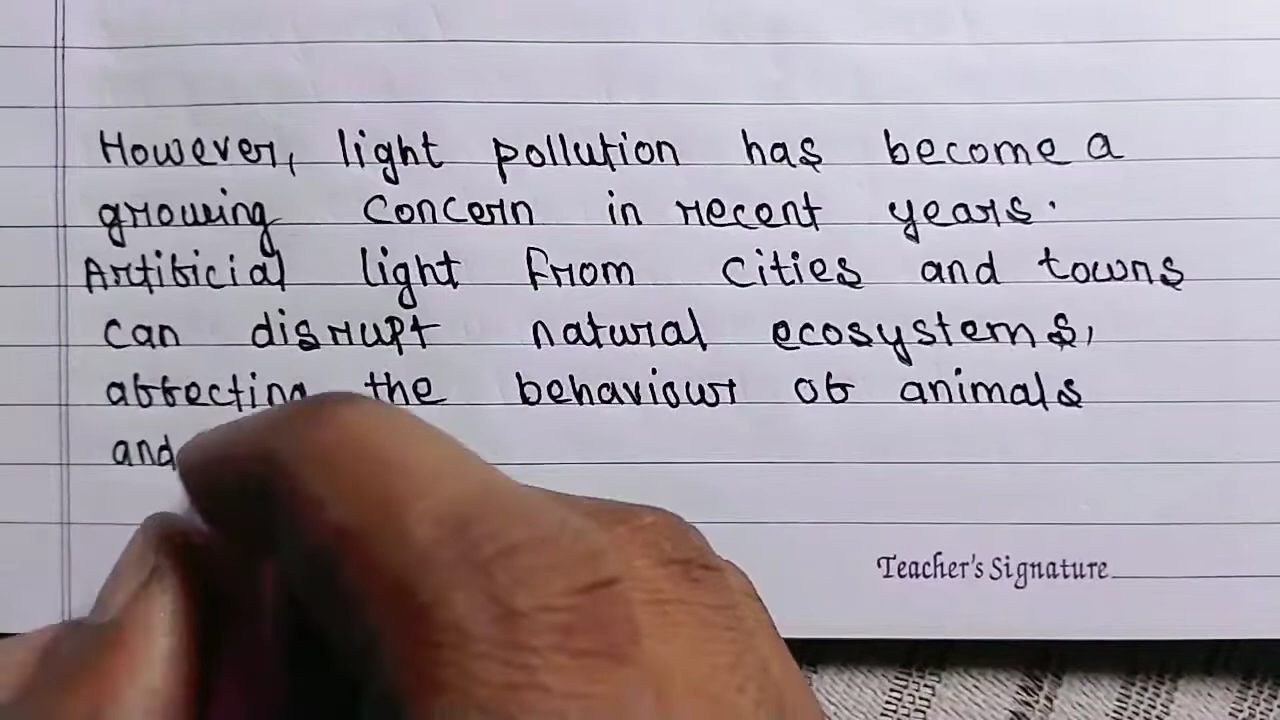 However, light pollution has become a
growing concern in recent years.
Artificial light from cities and towns
can disrupt natural ecosystems,
affecting the behaviour of animals
and
Teacher's Signature